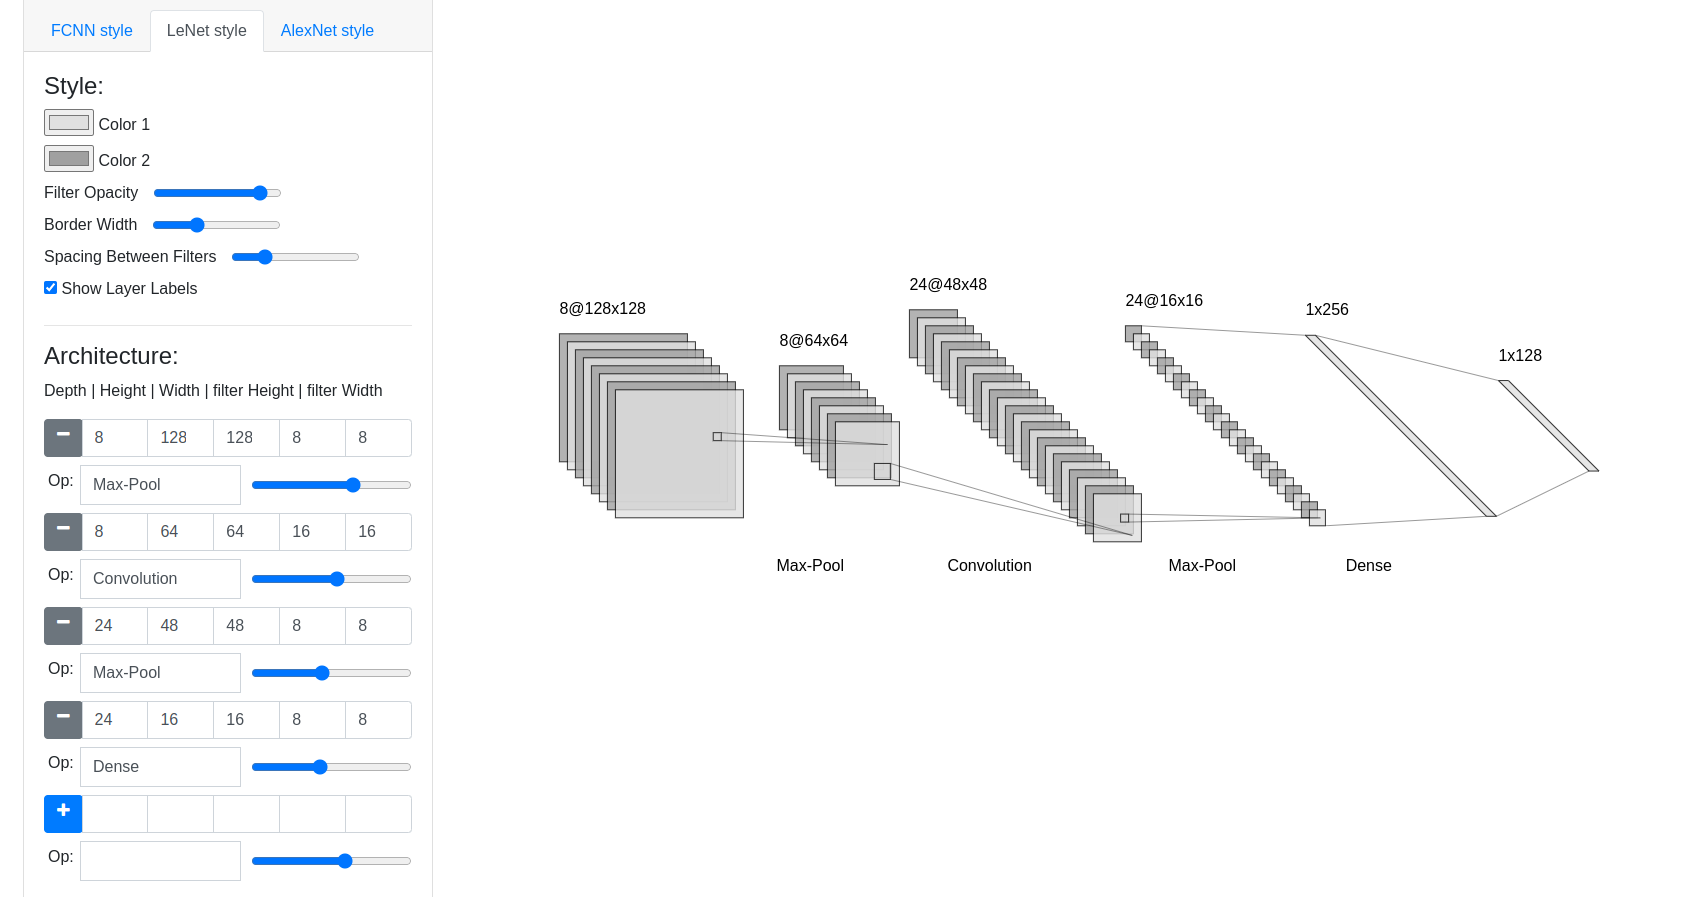 FCNN style LeNet style AlexNet style
Style:
Color 1
Color 2
Filter Opacity
Border Width
Spacing Between Filters
Show Layer Labels
Architecture:
Depth | Height | Width | filter Height | filter Width
8 128 128 8 8
Op: Max-Pool
8 64 64 16 16
Op: Convolution
24 48 48 8 8
Op: Max-Pool
24 16 16 8 8
Op: Dense
Op:
8@128x128
8@64x64
24@48x48
24@16x16
1x256
1x128
Max-Pool Convolution Max-Pool Dense